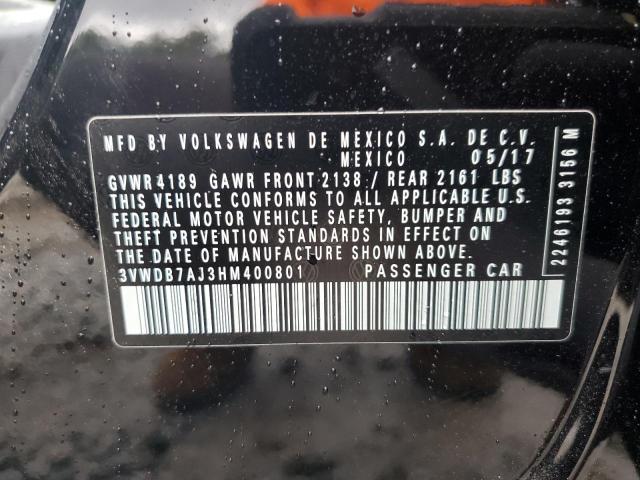 MFD BY VOLKSWAGEN DE MEXICO S.A. DE C.V.
MEXICO 05/17
GVWR 4189 GAWR FRONT 2138 / REAR 2161 LBS
THIS VEHICLE CONFORMS TO ALL APPLICABLE U.S.
FEDERAL MOTOR VEHICLE SAFETY, BUMPER AND
THEFT PREVENTION STANDARDS IN EFFECT ON
THE DATE OF MANUFACTURE SHOWN ABOVE.
3VWDB7AJ3HM400801 PASSENGER CAR
2246193 3156 M